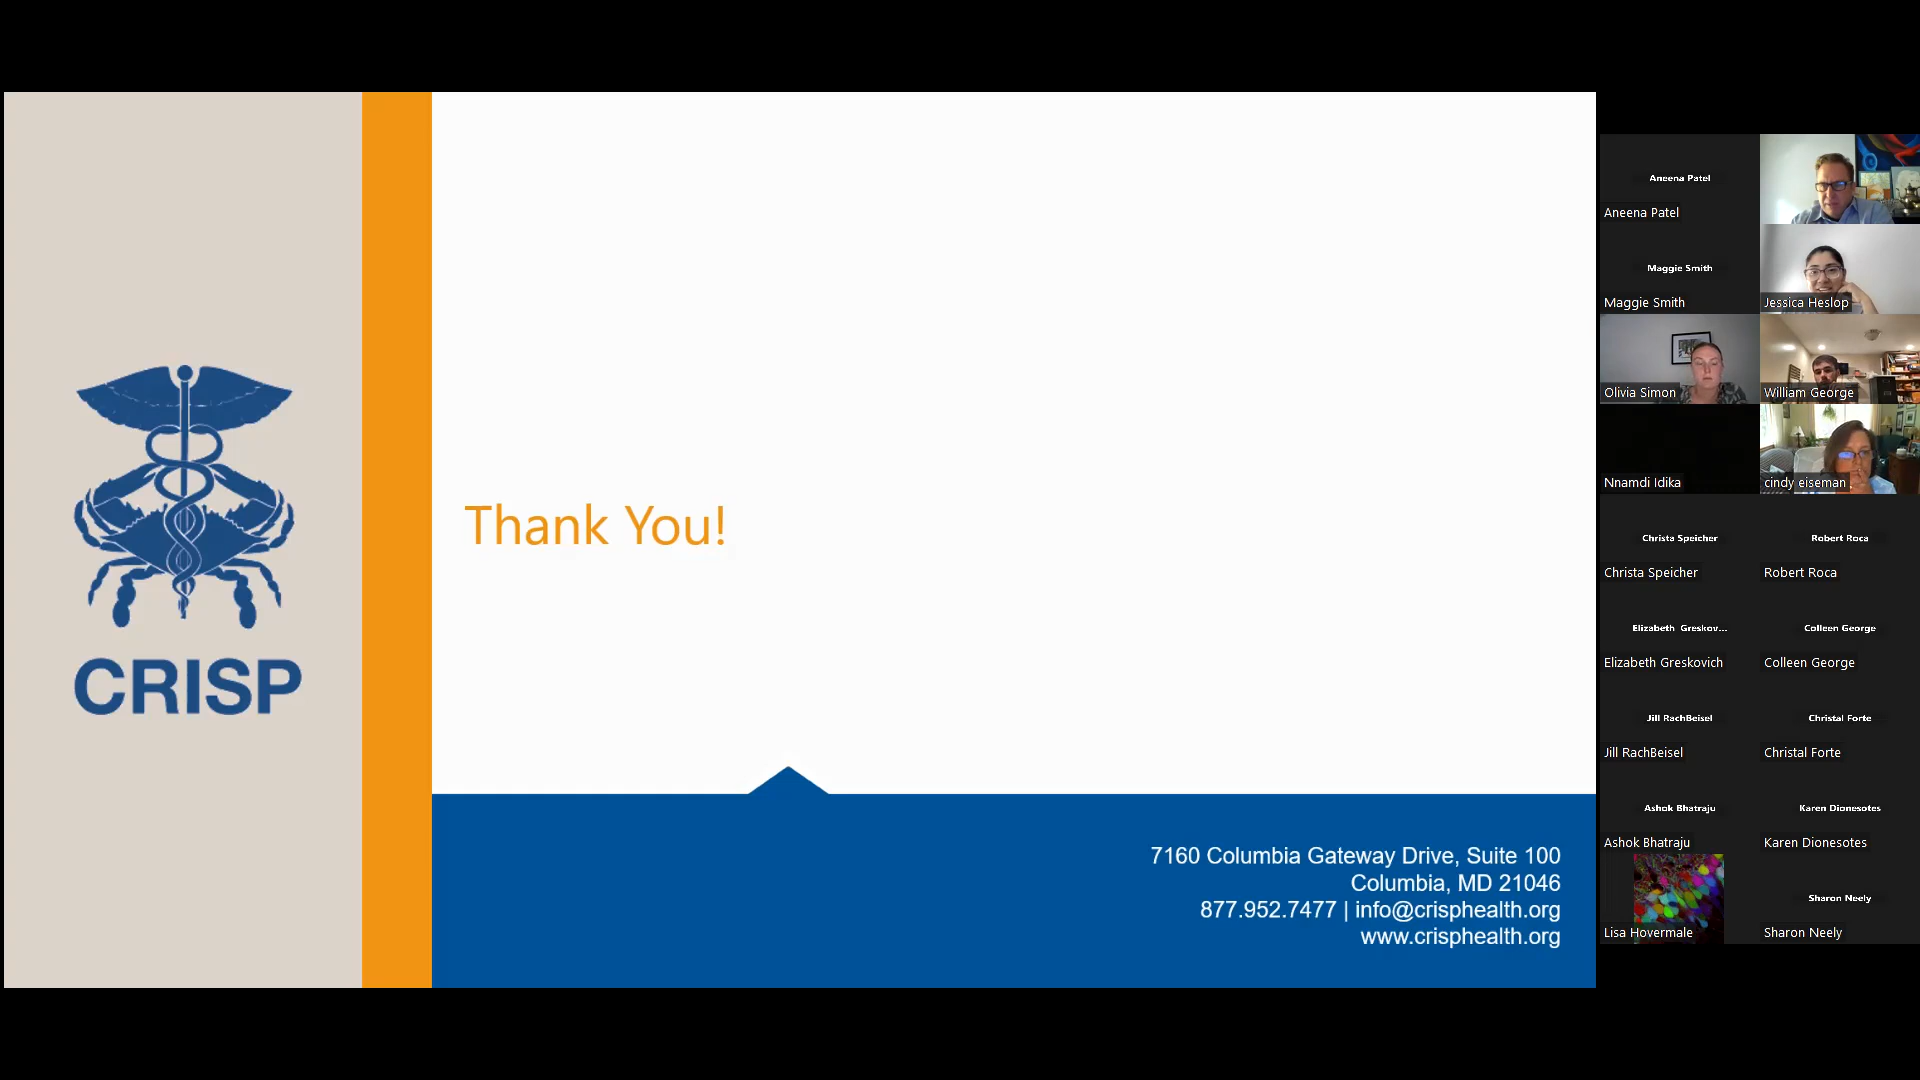 CRISP
Thank You!
7160 Columbia Gateway Drive, Suite 100
Columbia, MD 21046
877.952.7477 | info@crisphealth.org
www.crisphealth.org
Aneena Patel
Aneena Patel
Maggie Smith
Maggie Smith
Jessica Heslop
Olivia Simon
William George
Nnamdi Idika
cindy eiseman
Christa Speicher
Christa Speicher
Robert Roca
Robert Roca
Elizabeth Greskov...
Elizabeth Greskovich
Colleen George
Colleen George
Jill RachBeisel
Jill RachBeisel
Christal Forte
Christal Forte
Ashok Bhatraju
Ashok Bhatraju
Karen Dionesotes
Karen Dionesotes
Lisa Hovermale
Sharon Neely
Sharon Neely